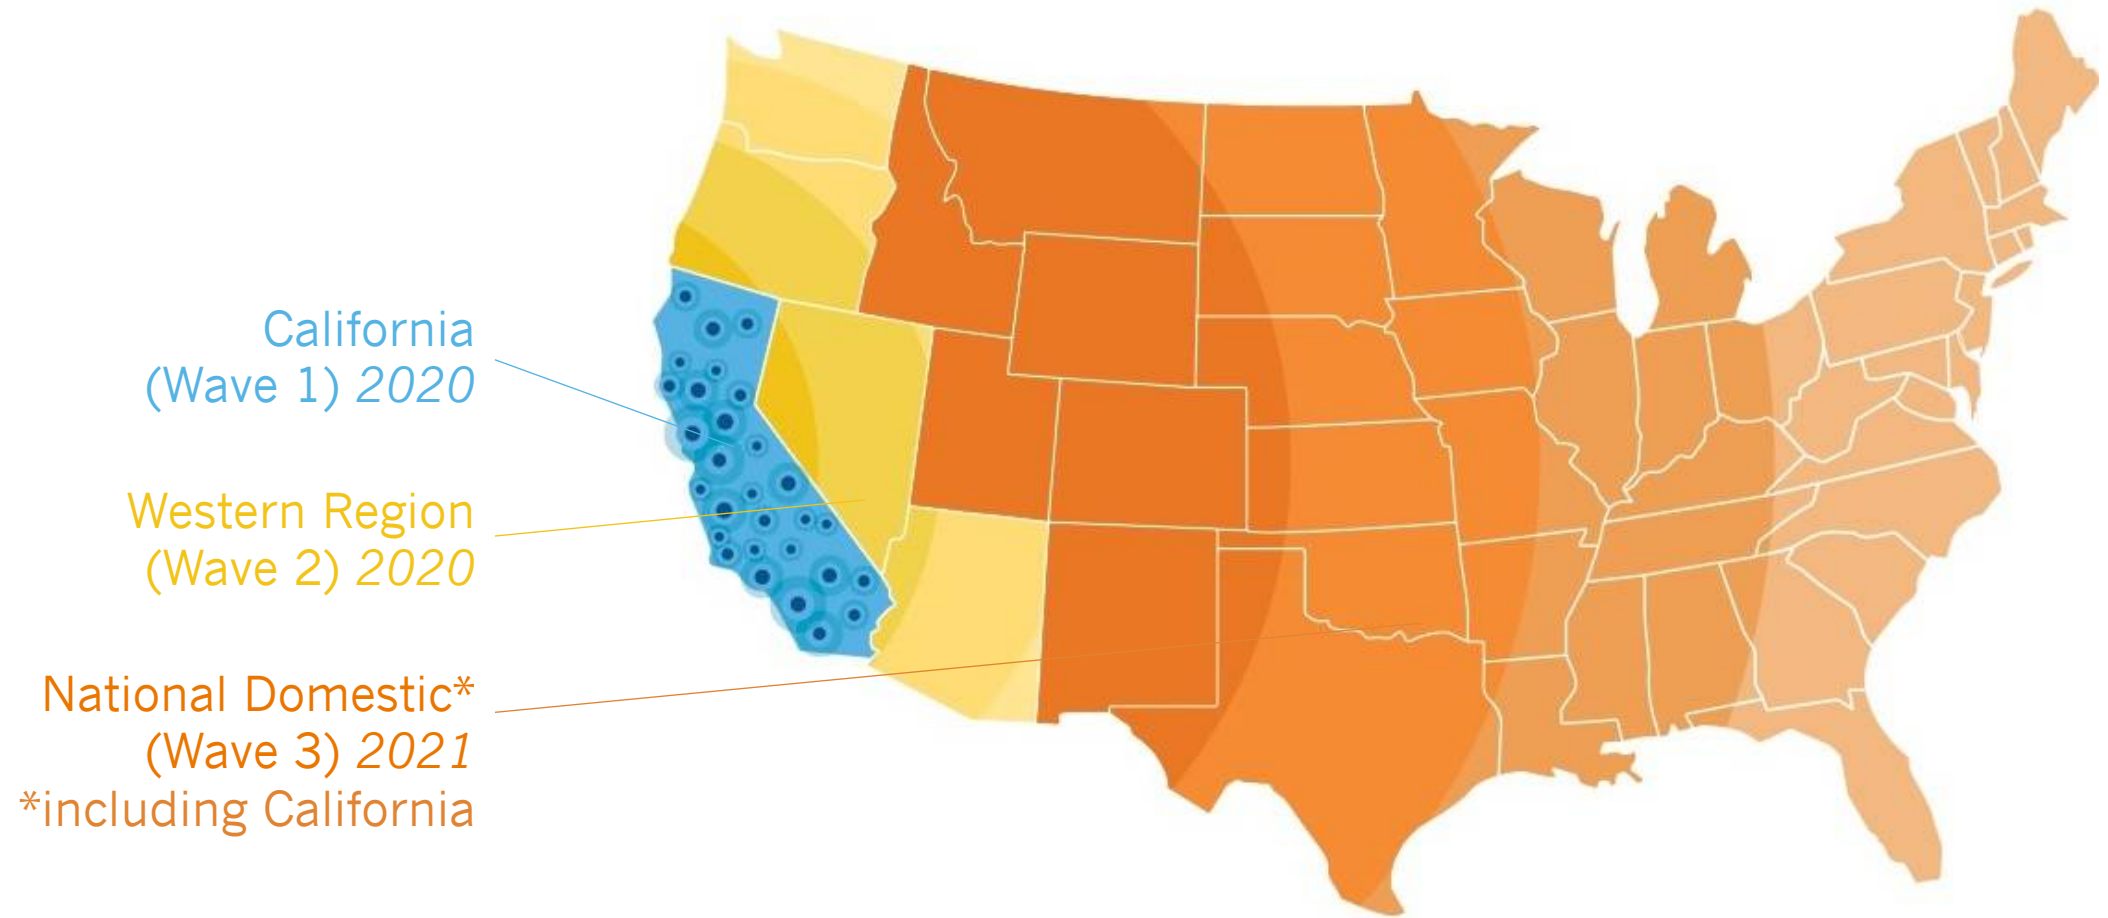 California
(Wave 1) 2020
Western Region
(Wave 2) 2020
National Domestic*
(Wave 3) 2021
*including California